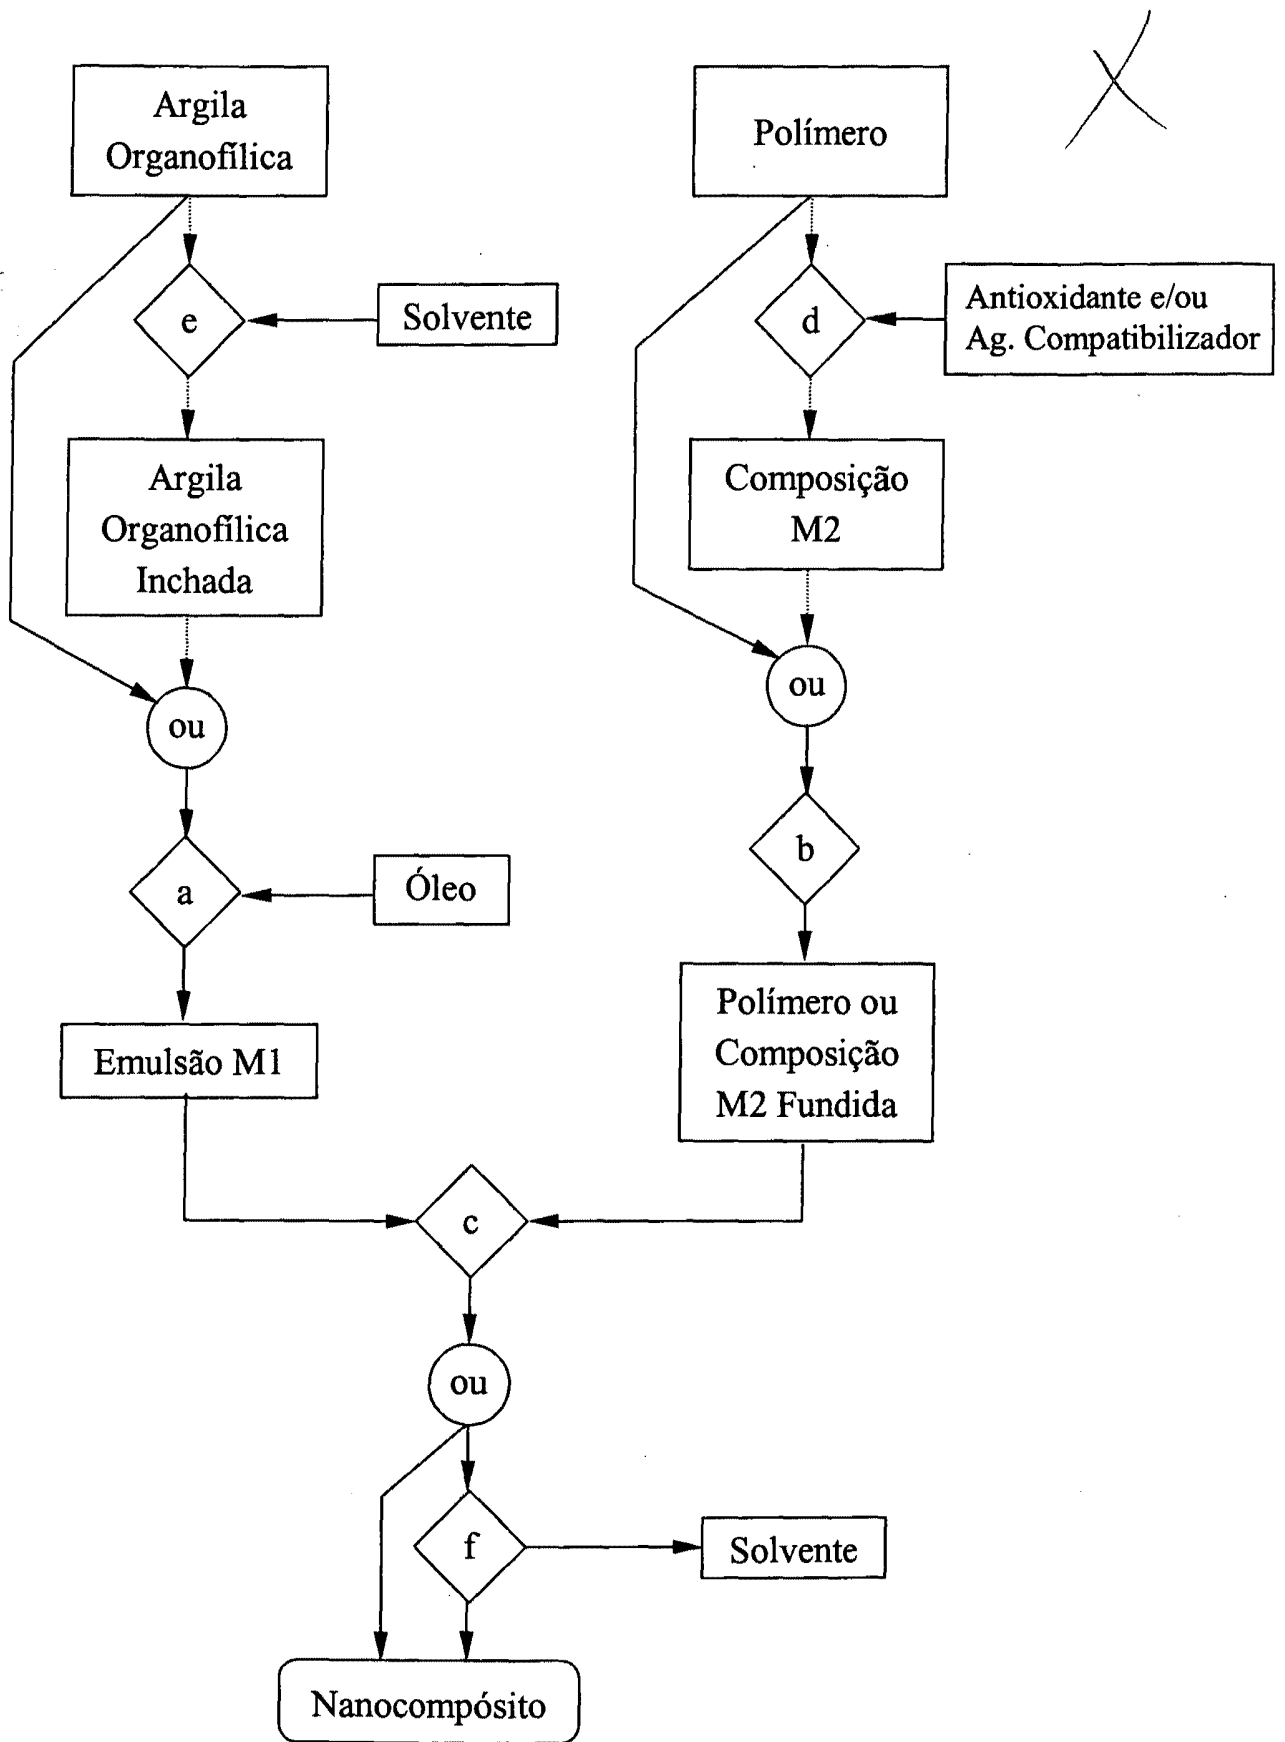 Argila
Organofílica
Polímero
e
Solvente
d
Antioxidante e/ou
Ag. Compatibilizador
Argila
Organofílica
Inchada
Composição
M2
ou
ou
a
Óleo
b
Emulsão M1
Polímero ou
Composição
M2 Fundida
c
ou
f
Solvente
Nanocompósito